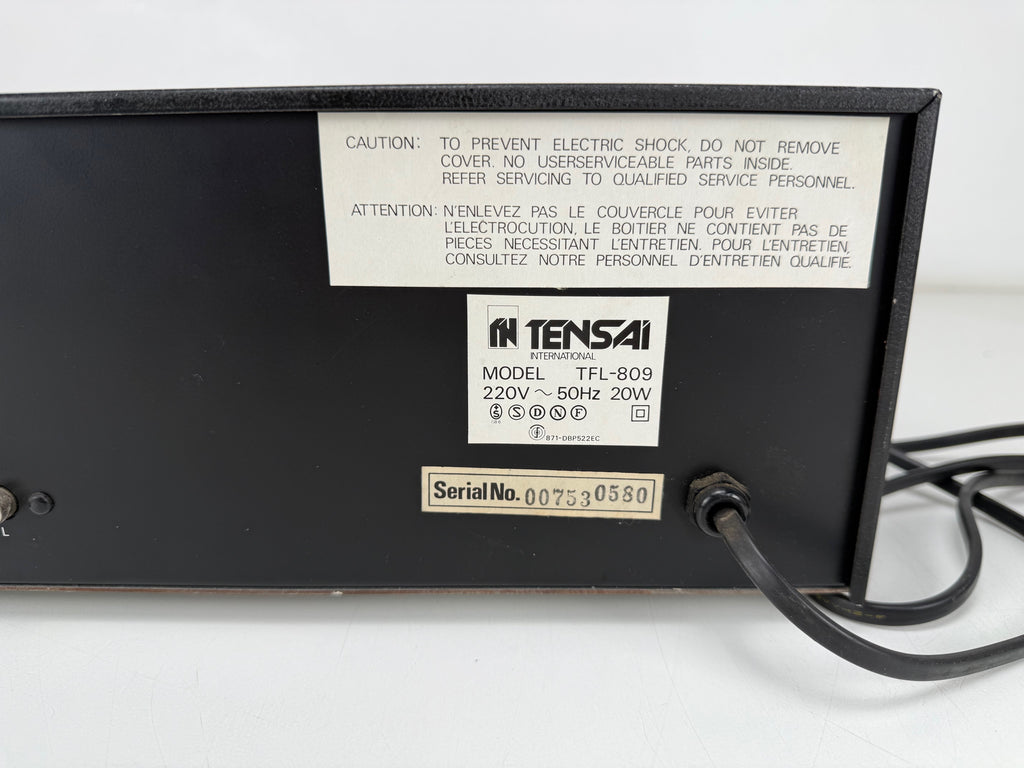 CAUTION: TO PREVENT ELECTRIC SHOCK, DO NOT REMOVE
COVER. NO USERSERVICEABLE PARTS INSIDE.
REFER SERVICING TO QUALIFIED SERVICE PERSONNEL.
ATTENTION: N'ENLEVEZ PAS LE COUVERCLE POUR EVITER
L'ELECTROCUTION, LE BOITIER NE CONTIENT PAS DE
PIECES NECESSITANT L'ENTRETIEN. POUR L'ENTRETIEN,
CONSULTEZ NOTRE PERSONNEL D'ENTRETIEN QUALIFIE.
TENSAI
INTERNATIONAL
MODEL TFL-809
220V ~ 50Hz 20W
S D N F
871-DBP522EC
Serial No. 007530580
L